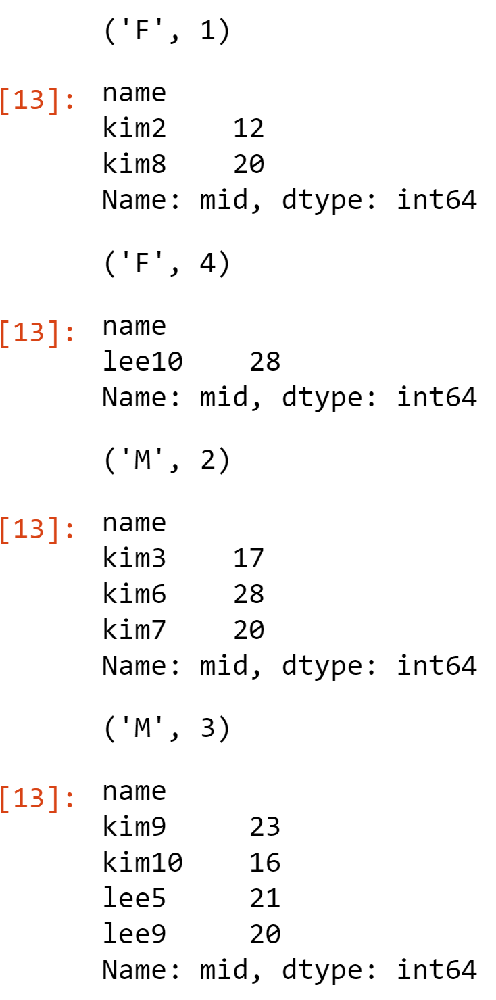 ('F', 1)
[13]: name
kim2    12
kim8    20
Name: mid, dtype: int64
('F', 4)
[13]: name
lee10    28
Name: mid, dtype: int64
('M', 2)
[13]: name
kim3    17
kim6    28
kim7    20
Name: mid, dtype: int64
('M', 3)
[13]: name
kim9     23
kim10    16
lee5     21
lee9     20
Name: mid, dtype: int64